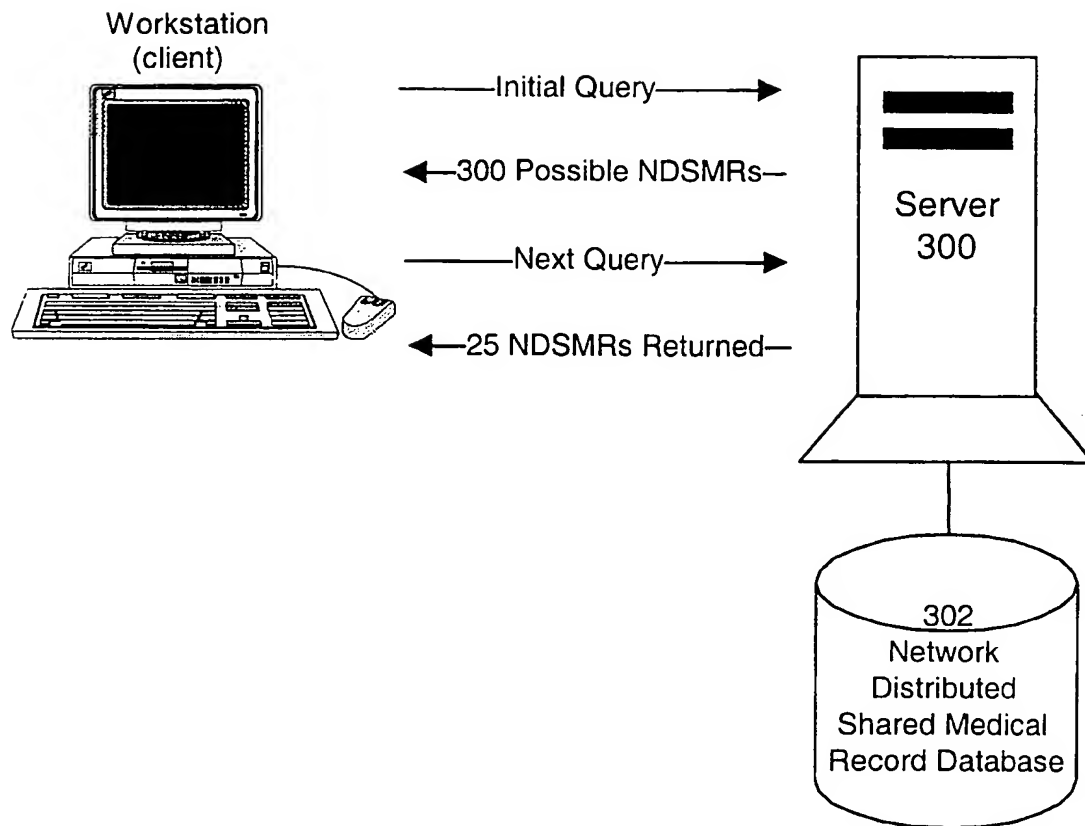 Workstation
(client)
Initial Query
300 Possible NDSMRs
Next Query
25 NDSMRs Returned
Server
300
302
Network
Distributed
Shared Medical
Record Database